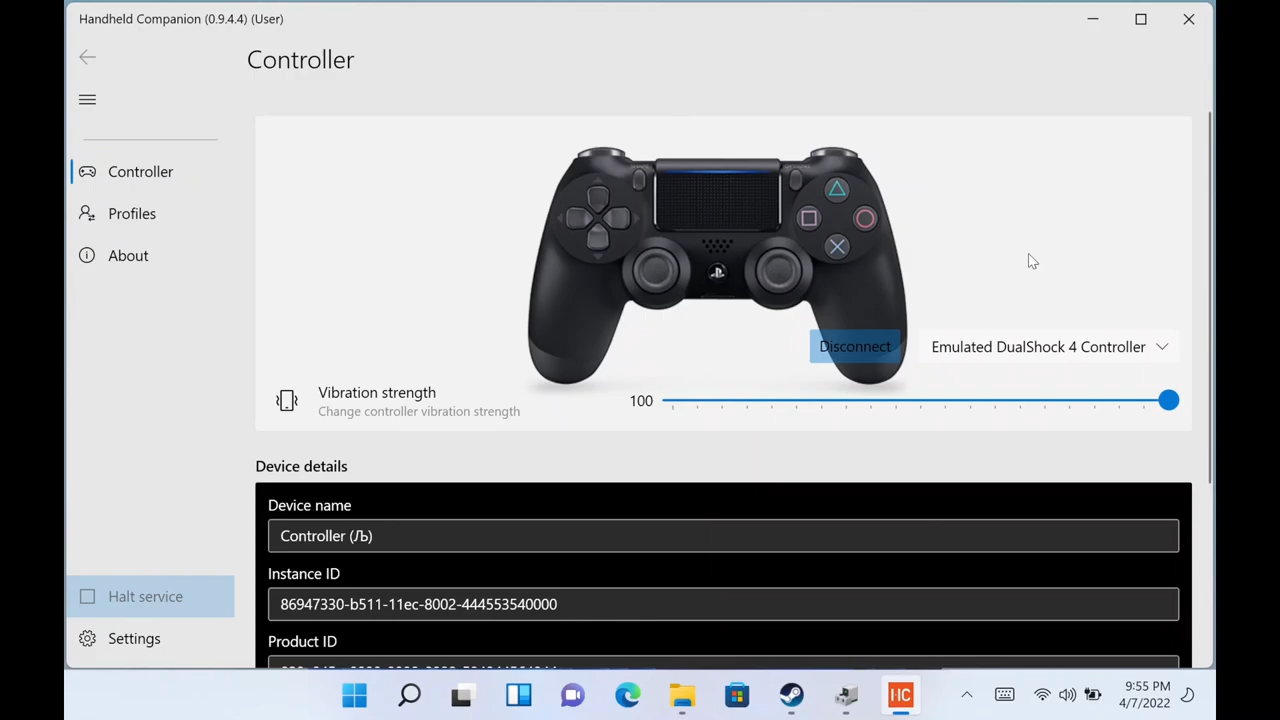 Handheld Companion (0.9.4.4) (User)
Controller
Controller
Profiles
About
Disconnect
Emulated DualShock 4 Controller
Vibration strength
Change controller vibration strength
100
Device details
Device name
Controller (Љ)
Instance ID
86947330-b511-11ec-8002-444553540000
Product ID
Halt service
Settings
HC
9:55 PM
4/7/2022